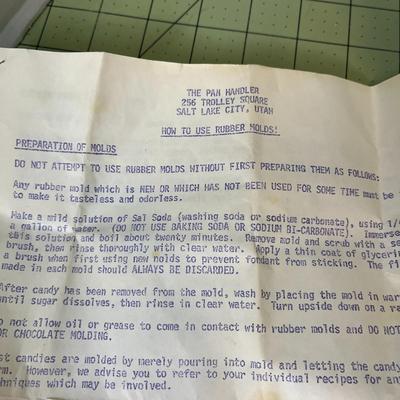 THE PAN HANDLER
256 TROLLEY SQUARE
SALT LAKE CITY, UTAH
HOW TO USE RUBBER MOLDS!
PREPARATION OF MOLDS
DO NOT ATTEMPT TO USE RUBBER MOLDS WITHOUT FIRST PREPARING THEM AS FOLLOWS:
Any rubber mold which is NEW OR WHICH HAS NOT BEEN USED FOR SOME TIME must be
to make it tasteless and odorless.
Make a mild solution of Sal Soda (washing soda or sodium carbonate), using 1/
a gallon of water. (DO NOT USE BAKING SODA OR SODIUM BI-CARBONATE). Immerse
this solution and boil about twenty minutes. Remove mold and scrub with a
brush, then rinse thoroughly with clear water. Apply a thin coat of glycerin
a brush when first using new molds to prevent fondant from sticking. The
made in each mold should ALWAYS BE DISCARDED.
After candy has been removed from the mold, wash by placing the mold in war
until sugar dissolves, then rinse in clear water. Turn upside down on a
o not allow oil or grease to come in contact with rubber molds and DO NOT
OR CHOCOLATE MOLDING.
st candies are molded by merely pouring into mold and letting the candy
rm. However, we advise you to refer to your individual recipes for any
chniques which may be involved.